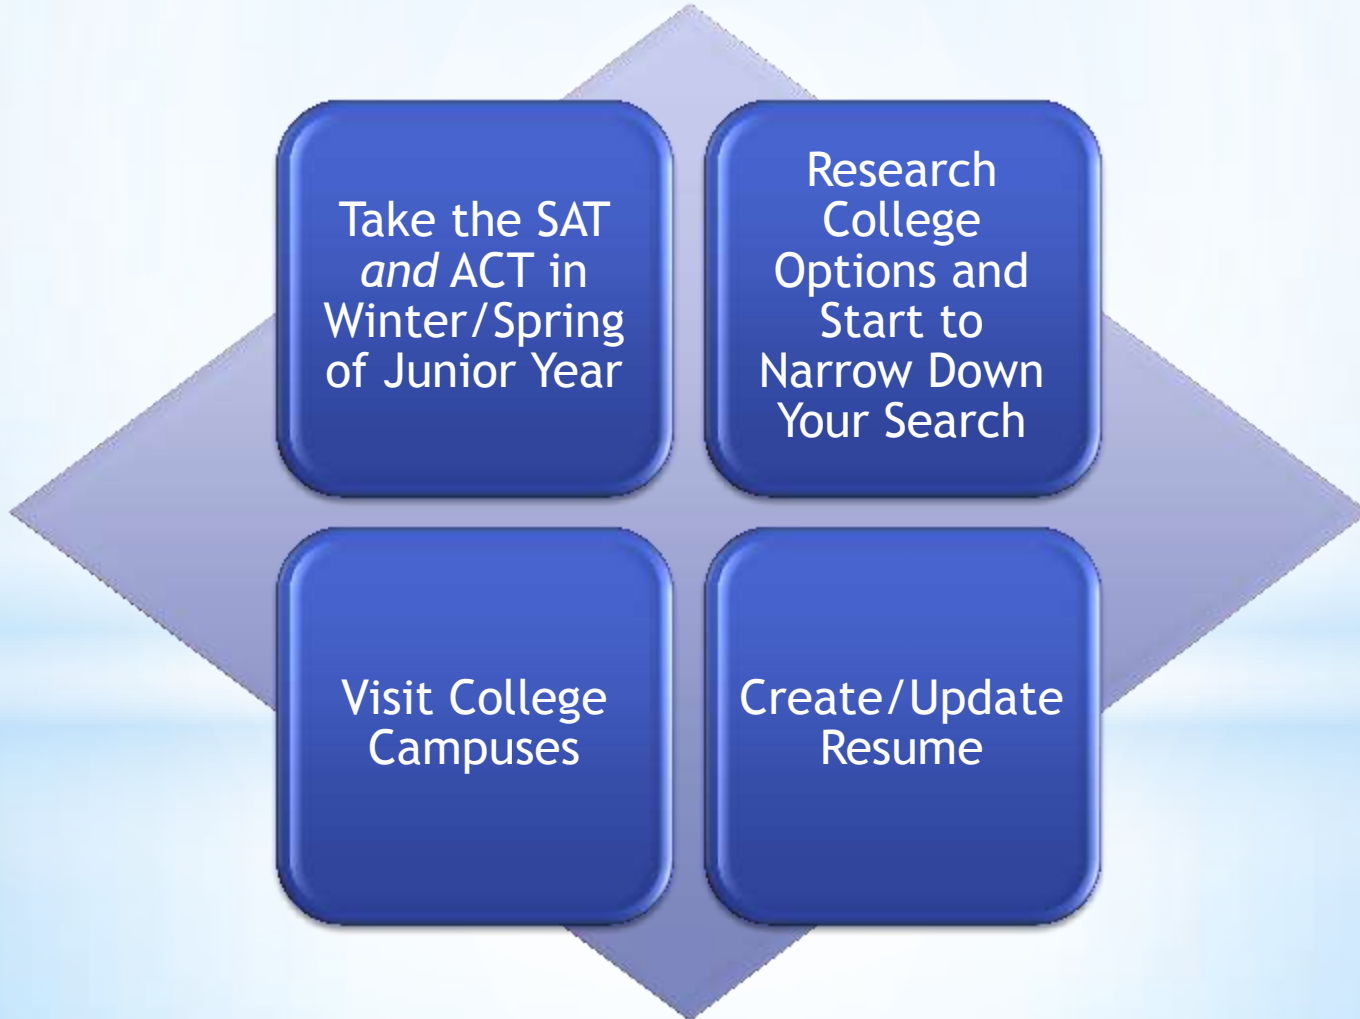 Take the SAT
and ACT in
Winter/Spring
of Junior Year
Research
College
Options and
Start to
Narrow Down
Your Search
Visit College
Campuses
Create/Update
Resume